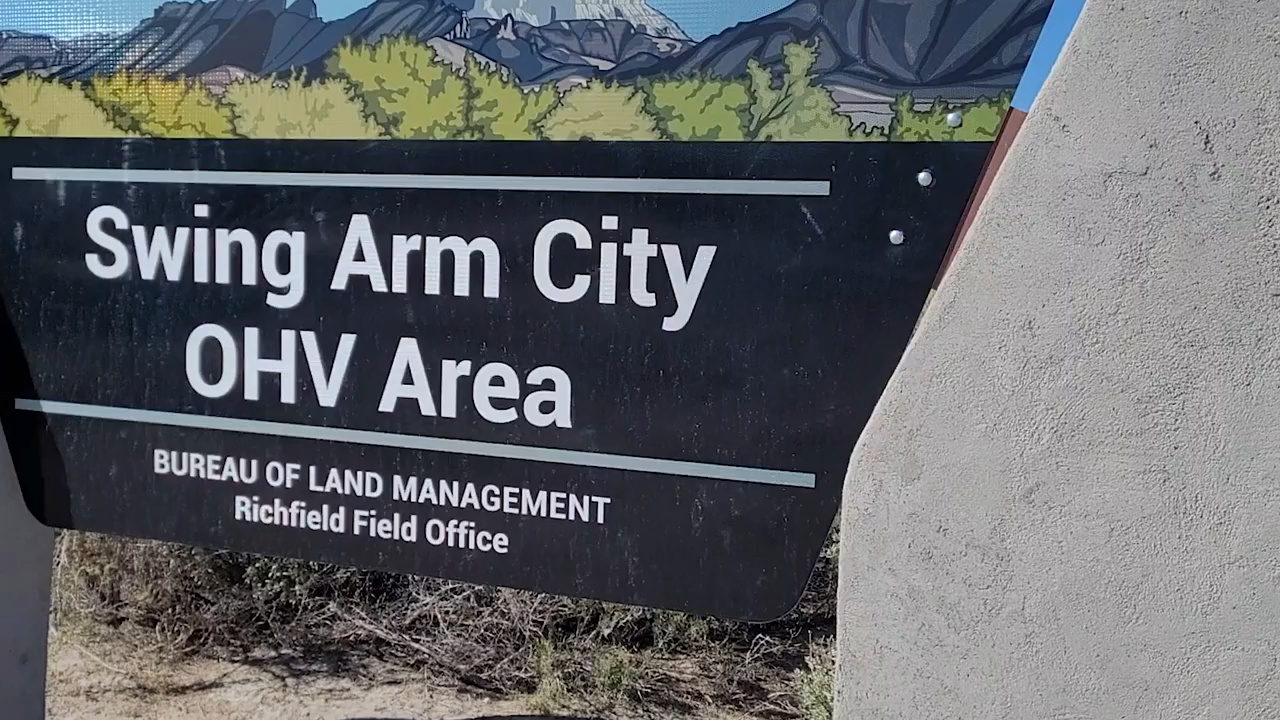 Swing Arm City
OHV Area
BUREAU OF LAND MANAGEMENT
Richfield Field Office